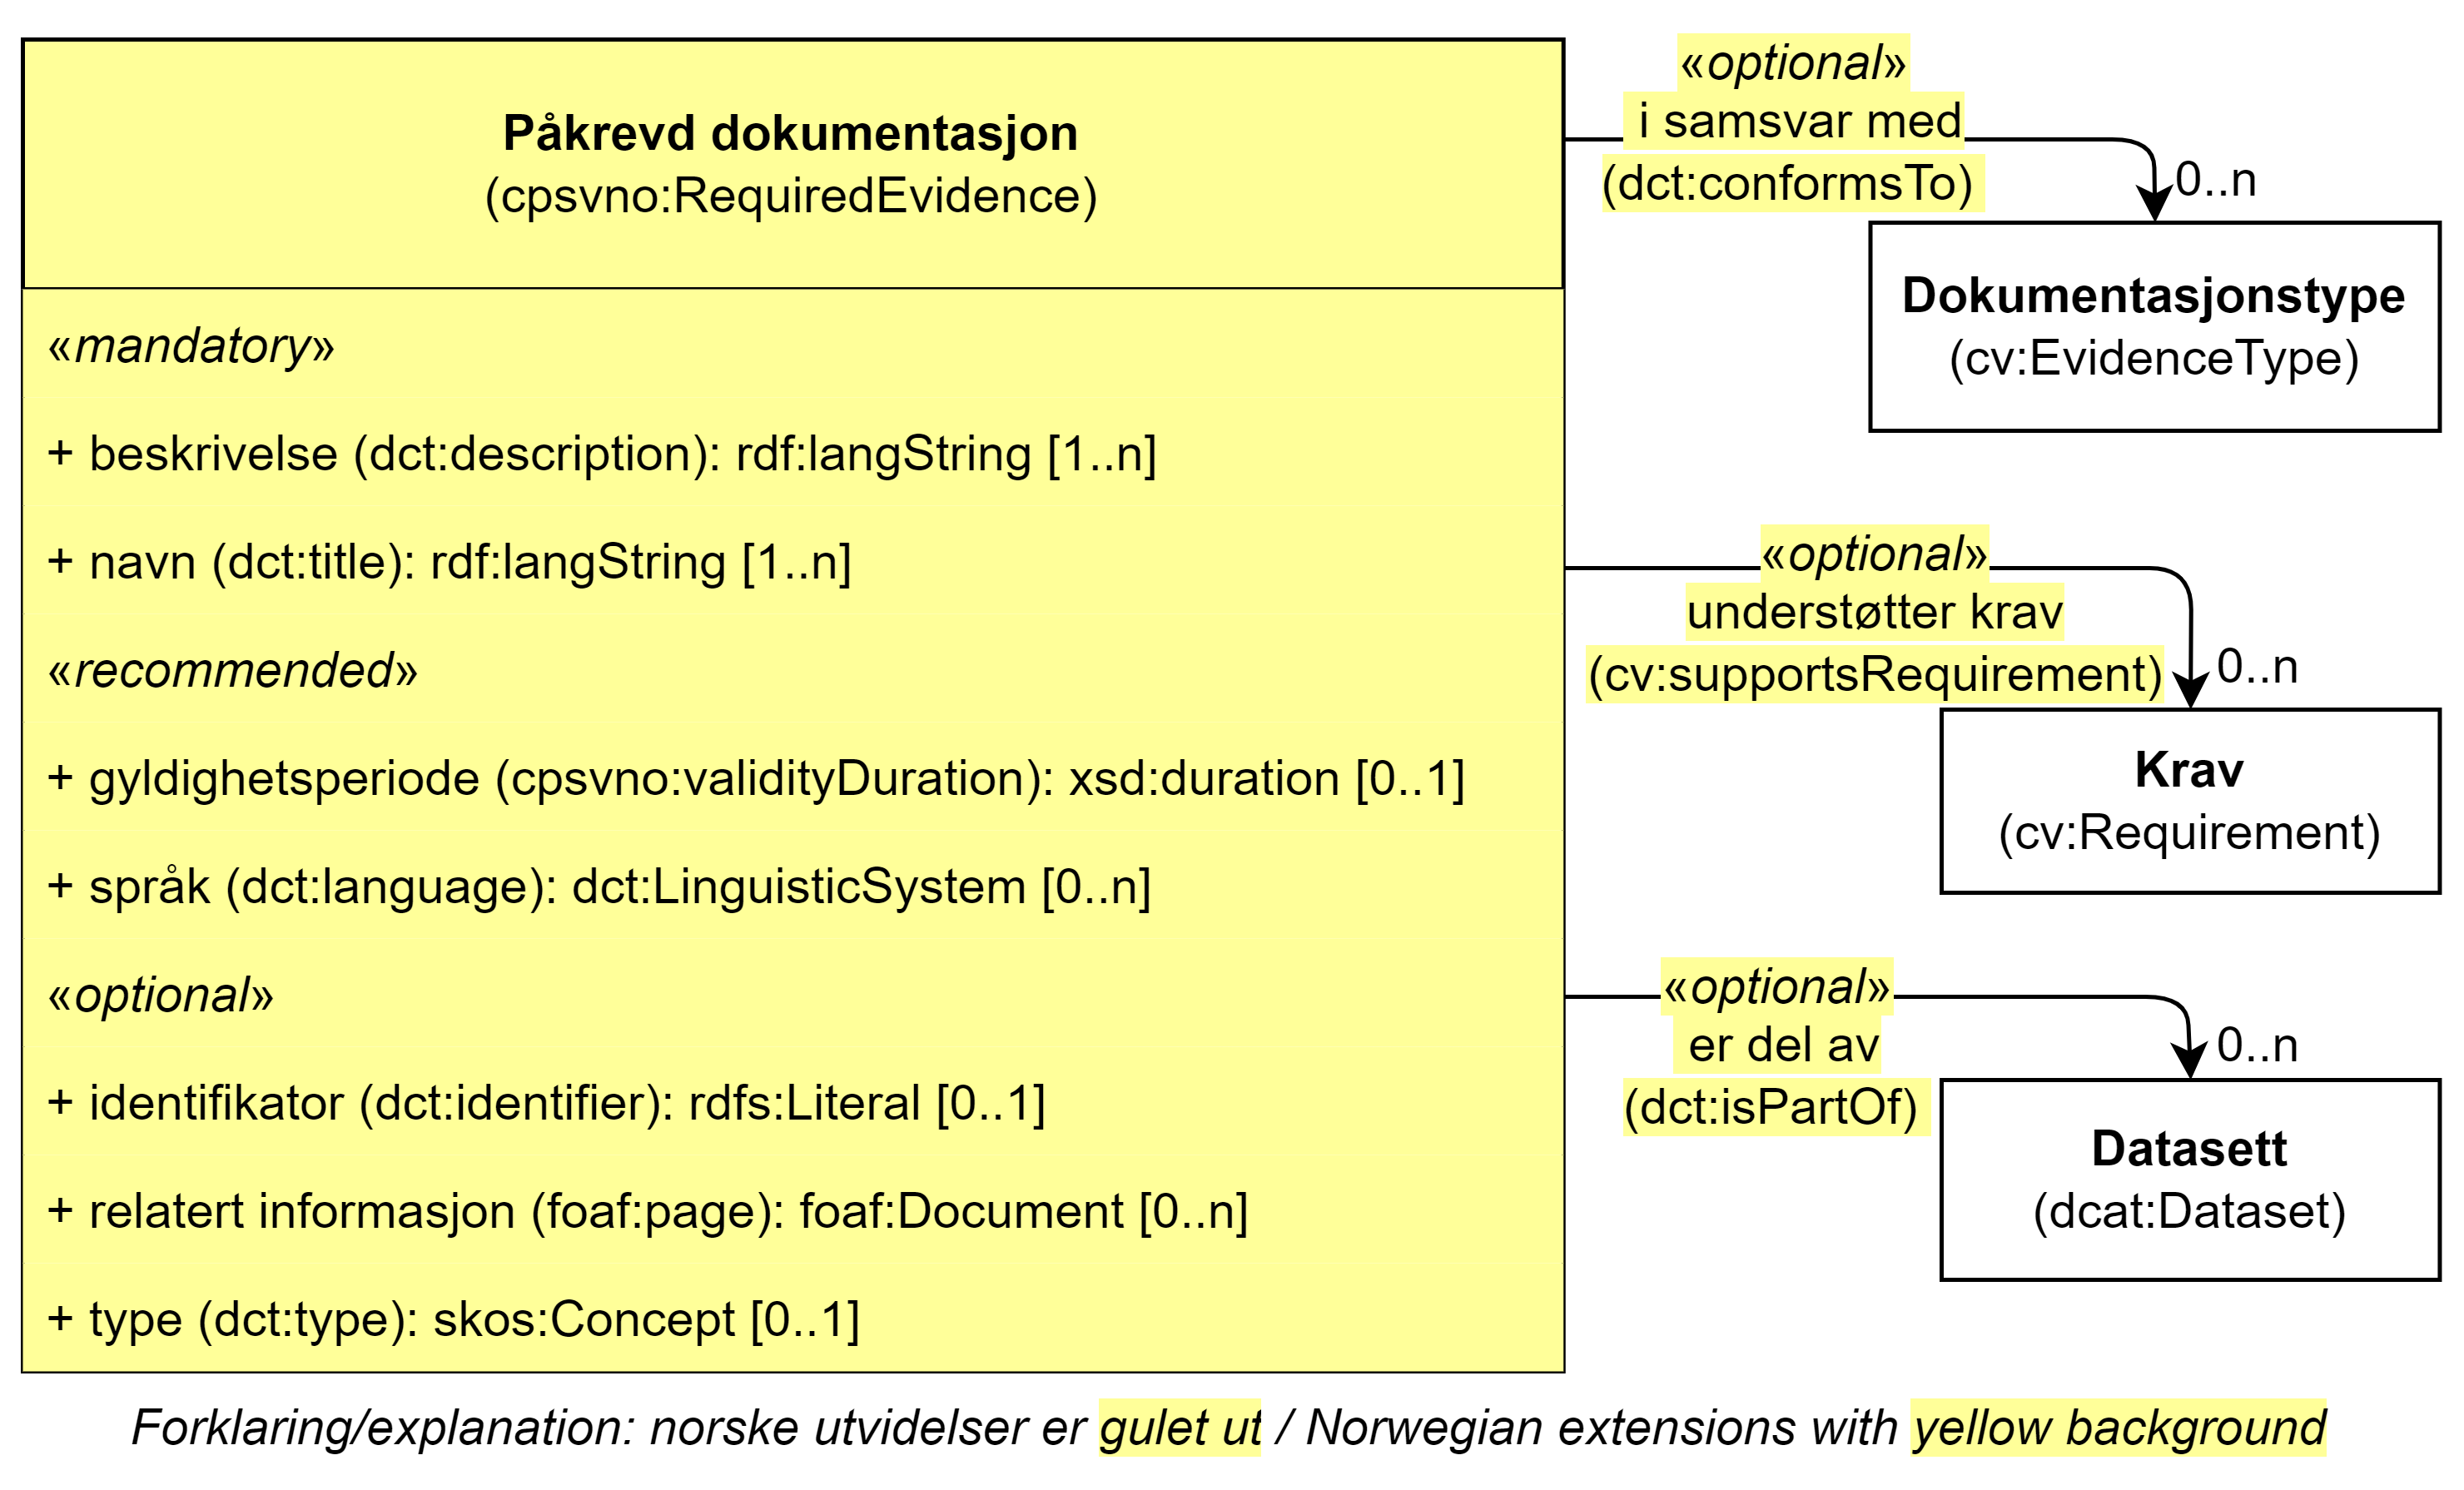 Påkrevd dokumentasjon
(cpsvno:RequiredEvidence)
«mandatory»
+ beskrivelse (dct:description): rdf:langString [1..n]
+ navn (dct:title): rdf:langString [1..n]
«recommended»
+ gyldighetsperiode (cpsvno:validityDuration): xsd:duration [0..1]
+ språk (dct:language): dct:LinguisticSystem [0..n]
«optional»
+ identifikator (dct:identifier): rdfs:Literal [0..1]
+ relatert informasjon (foaf:page): foaf:Document [0..n]
+ type (dct:type): skos:Concept [0..1]
«optional»
i samsvar med
(dct:conformsTo)
0..n
Dokumentasjonstype
(cv:EvidenceType)
«optional»
understøtter krav
(cv:supportsRequirement)
0..n
Krav
(cv:Requirement)
«optional»
er del av
(dct:isPartOf)
0..n
Datasett
(dcat:Dataset)
Forklaring/explanation: norske utvidelser er gulet ut / Norwegian extensions with yellow background